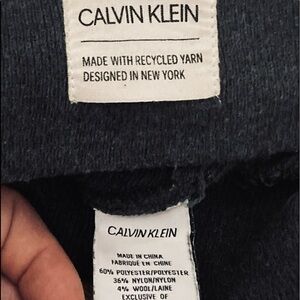 CALVIN KLEIN
MADE WITH RECYCLED YARN
DESIGNED IN NEW YORK
CALVIN KLEIN
MADE IN CHINA
FABRIQUÉ EN CHINE
60% POLYESTER/POLYESTER
36% NYLON/NYLON
4% WOOL/LAINE
EXCLUSIVE OF